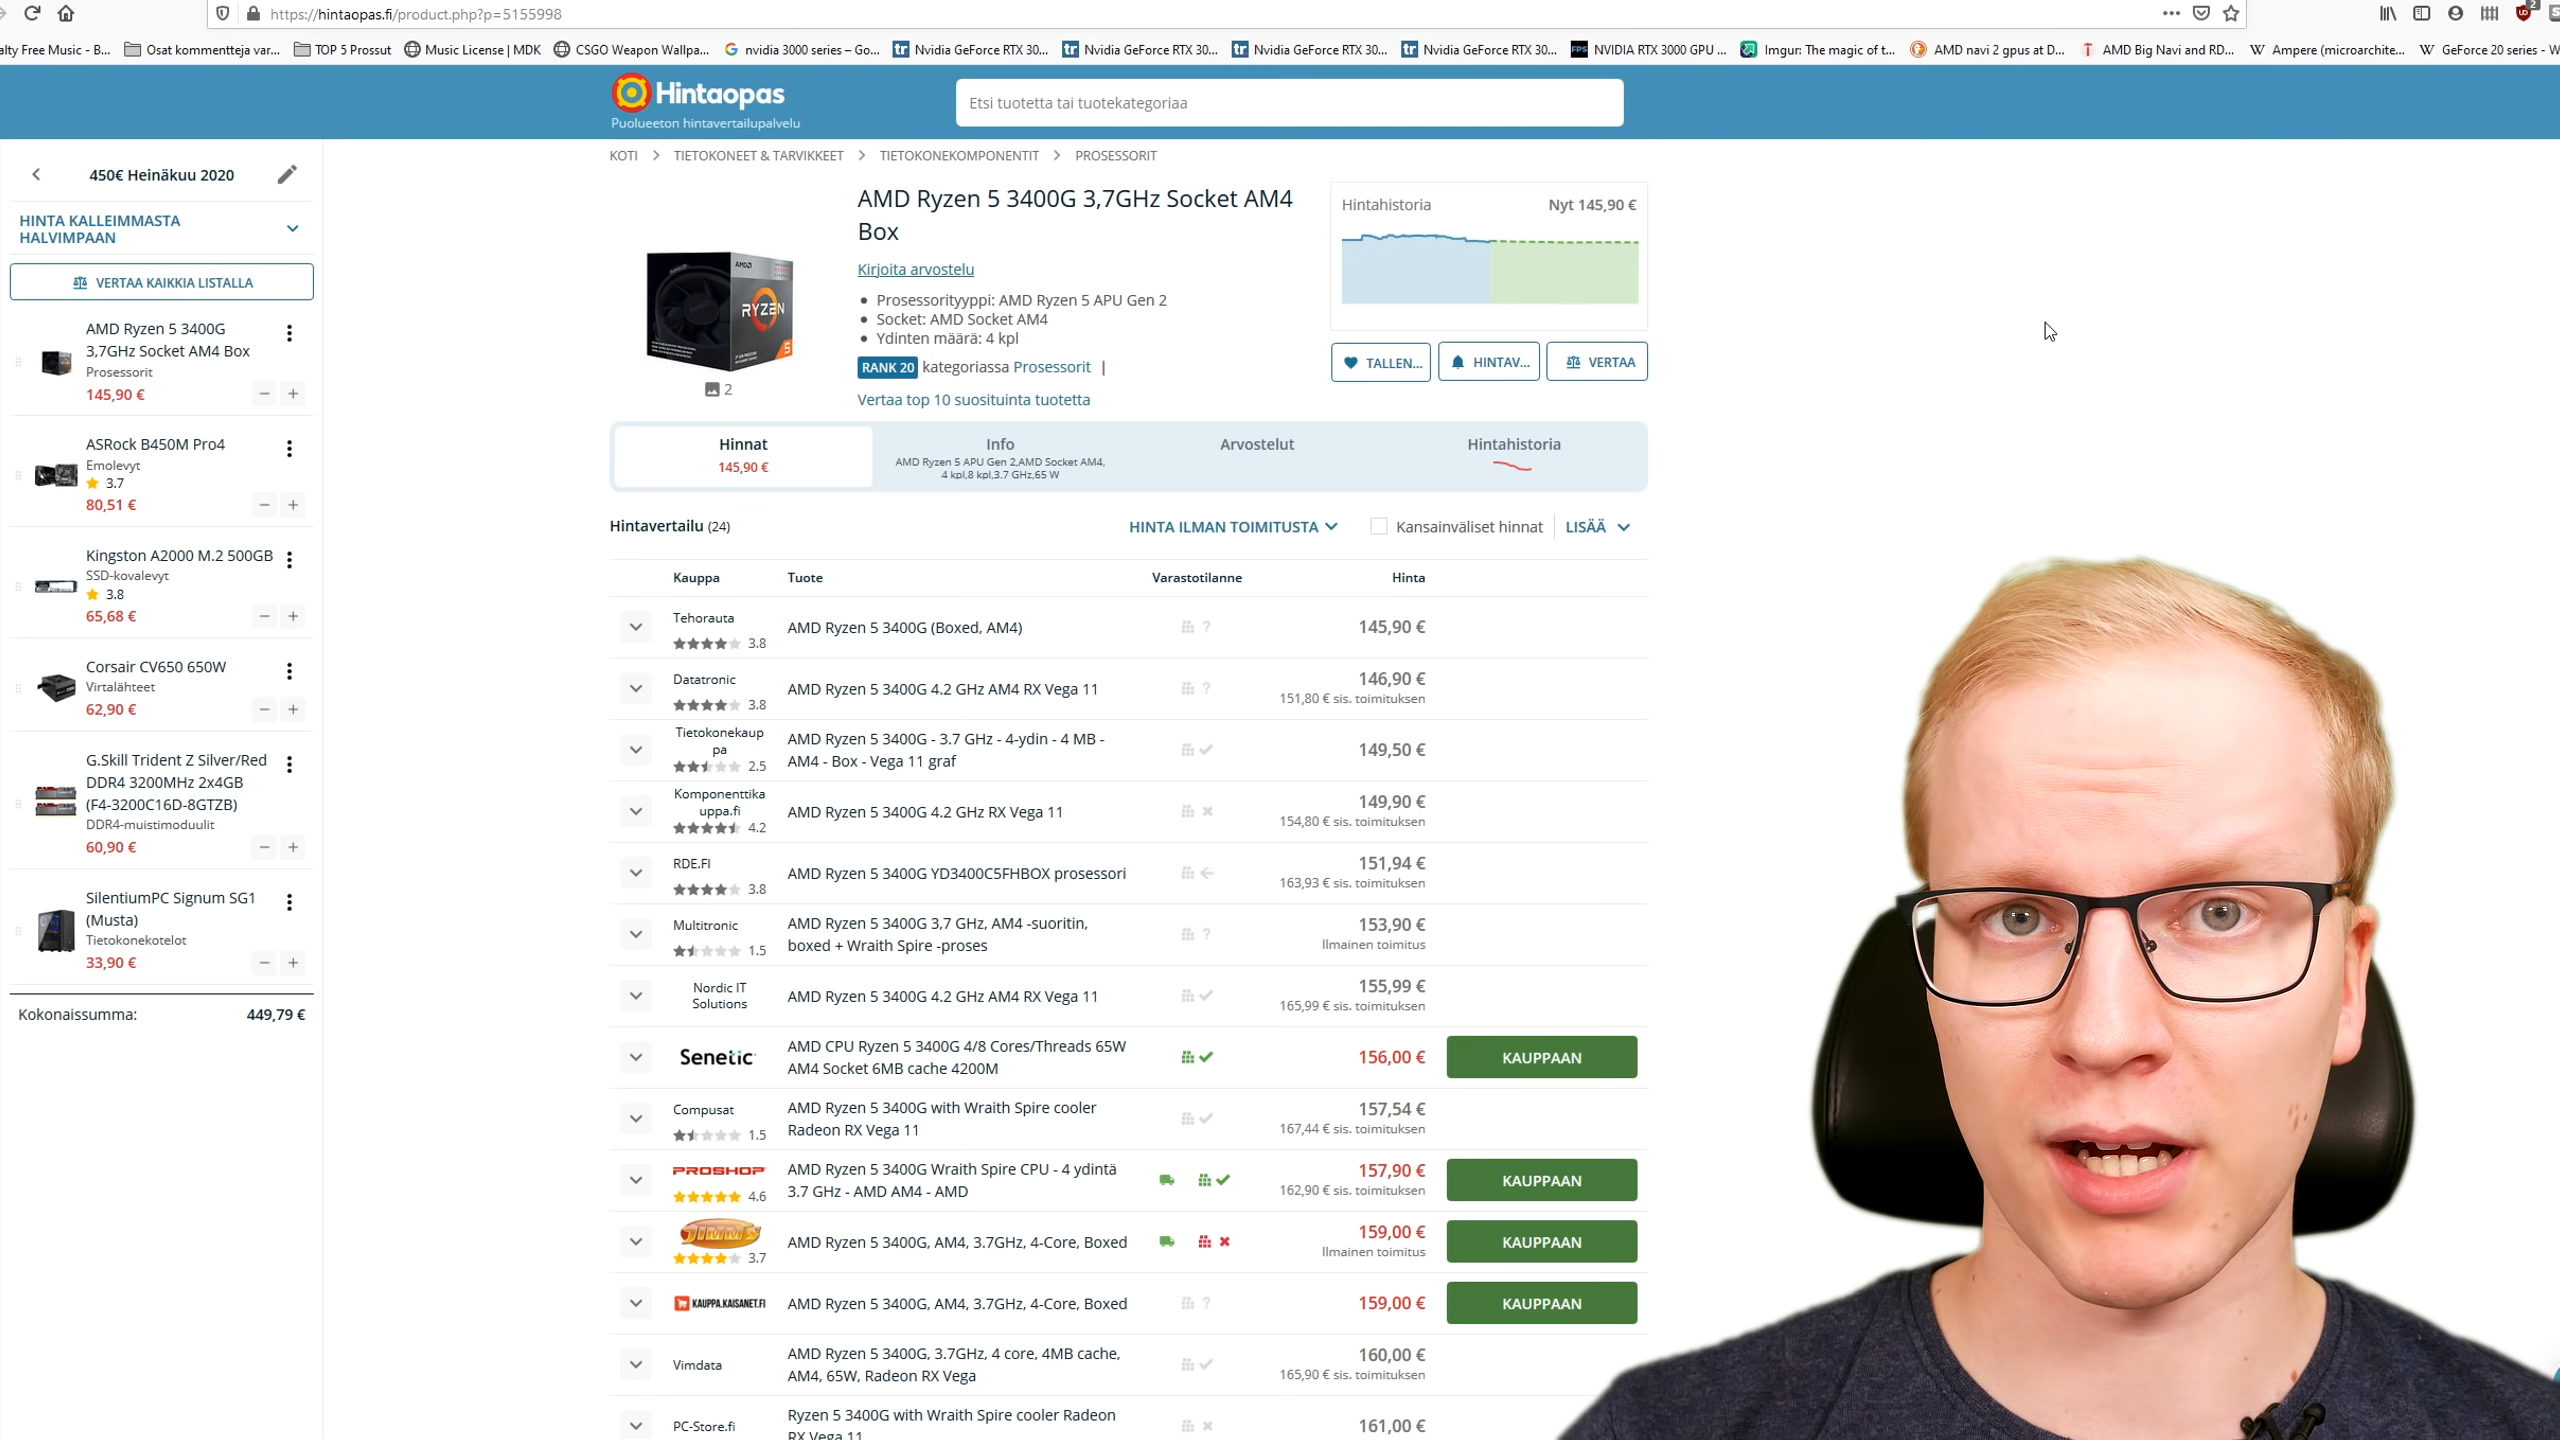 https://hintaopas.fi/product.php?p=5155998
2
alty Free Music - B...
Osat kommentteja var...
TOP 5 Prossut
Music License | MDK
CSGO Weapon Wallpa...
nvidia 3000 series – Go...
Nvidia GeForce RTX 30...
Nvidia GeForce RTX 30...
Nvidia GeForce RTX 30...
Nvidia GeForce RTX 30...
NVIDIA RTX 3000 GPU ...
Imgur: The magic of t...
AMD navi 2 gpus at D...
AMD Big Navi and RD...
Ampere (microarchite...
GeForce 20 series - W
Hintaopas
Puolueeton hintavertailupalvelu
Etsi tuotetta tai tuotekategoriaa
450€ Heinäkuu 2020
HINTA KALLEIMMASTA
HALVIMPAAN
VERTAA KAIKKIA LISTALLA
AMD Ryzen 5 3400G
3,7GHz Socket AM4 Box
Prosessorit
145,90 €
ASRock B450M Pro4
Emolevyt
3.7
80,51 €
Kingston A2000 M.2 500GB
SSD-kovalevyt
3.8
65,68 €
Corsair CV650 650W
Virtalähteet
62,90 €
G.Skill Trident Z Silver/Red
DDR4 3200MHz 2x4GB
(F4-3200C16D-8GTZB)
DDR4-muistimoduulit
60,90 €
SilentiumPC Signum SG1
(Musta)
Tietokonekotelot
33,90 €
Kokonaissumma: 449,79 €
KOTI > TIETOKONEET & TARVIKKEET > TIETOKONEKOMPONENTIT > PROSESSORIT
AMD
RYZEN
5
2
AMD Ryzen 5 3400G 3,7GHz Socket AM4
Box
Kirjoita arvostelu
Prosessorityyppi: AMD Ryzen 5 APU Gen 2
Socket: AMD Socket AM4
Ydinten määrä: 4 kpl
RANK 20 kategoriassa Prosessorit |
Vertaa top 10 suosituinta tuotetta
Hintahistoria Nyt 145,90 €
TALLEN...
HINTAV...
VERTAA
Hinnat
145,90 €
Info
AMD Ryzen 5 APU Gen 2,AMD Socket AM4,
4 kpl,8 kpl,3.7 GHz,65 W
Arvostelut
Hintahistoria
Hintavertailu (24)
HINTA ILMAN TOIMITUSTA
Kansainväliset hinnat
LISÄÄ
Kauppa Tuote Varastotilanne Hinta
Tehorauta
3.8
AMD Ryzen 5 3400G (Boxed, AM4)
?
145,90 €
Datatronic
3.8
AMD Ryzen 5 3400G 4.2 GHz AM4 RX Vega 11
?
146,90 €
151,80 € sis. toimituksen
Tietokonekaup
pa
2.5
AMD Ryzen 5 3400G - 3.7 GHz - 4-ydin - 4 MB -
AM4 - Box - Vega 11 graf
149,50 €
Komponenttika
uppa.fi
4.2
AMD Ryzen 5 3400G 4.2 GHz RX Vega 11
149,90 €
154,80 € sis. toimituksen
RDE.FI
3.8
AMD Ryzen 5 3400G YD3400C5FHBOX prosessori
151,94 €
163,93 € sis. toimituksen
Multitronic
1.5
AMD Ryzen 5 3400G 3,7 GHz, AM4 -suoritin,
boxed + Wraith Spire -proses
?
153,90 €
Ilmainen toimitus
Nordic IT
Solutions
AMD Ryzen 5 3400G 4.2 GHz AM4 RX Vega 11
155,99 €
165,99 € sis. toimituksen
Senetic
AMD CPU Ryzen 5 3400G 4/8 Cores/Threads 65W
AM4 Socket 6MB cache 4200M
156,00 €
KAUPPAAN
Compusat
1.5
AMD Ryzen 5 3400G with Wraith Spire cooler
Radeon RX Vega 11
157,54 €
167,44 € sis. toimituksen
PROSHOP
4.6
AMD Ryzen 5 3400G Wraith Spire CPU - 4 ydintä
3.7 GHz - AMD AM4 - AMD
157,90 €
162,90 € sis. toimituksen
KAUPPAAN
JIMM's
3.7
AMD Ryzen 5 3400G, AM4, 3.7GHz, 4-Core, Boxed
159,00 €
Ilmainen toimitus
KAUPPAAN
KAUPPA.KAISANET.FI
AMD Ryzen 5 3400G, AM4, 3.7GHz, 4-Core, Boxed
?
159,00 €
KAUPPAAN
Vimdata
AMD Ryzen 5 3400G, 3.7GHz, 4 core, 4MB cache,
AM4, 65W, Radeon RX Vega
160,00 €
165,90 € sis. toimituksen
PC-Store.fi
Ryzen 5 3400G with Wraith Spire cooler Radeon
RX Vega 11
161,00 €